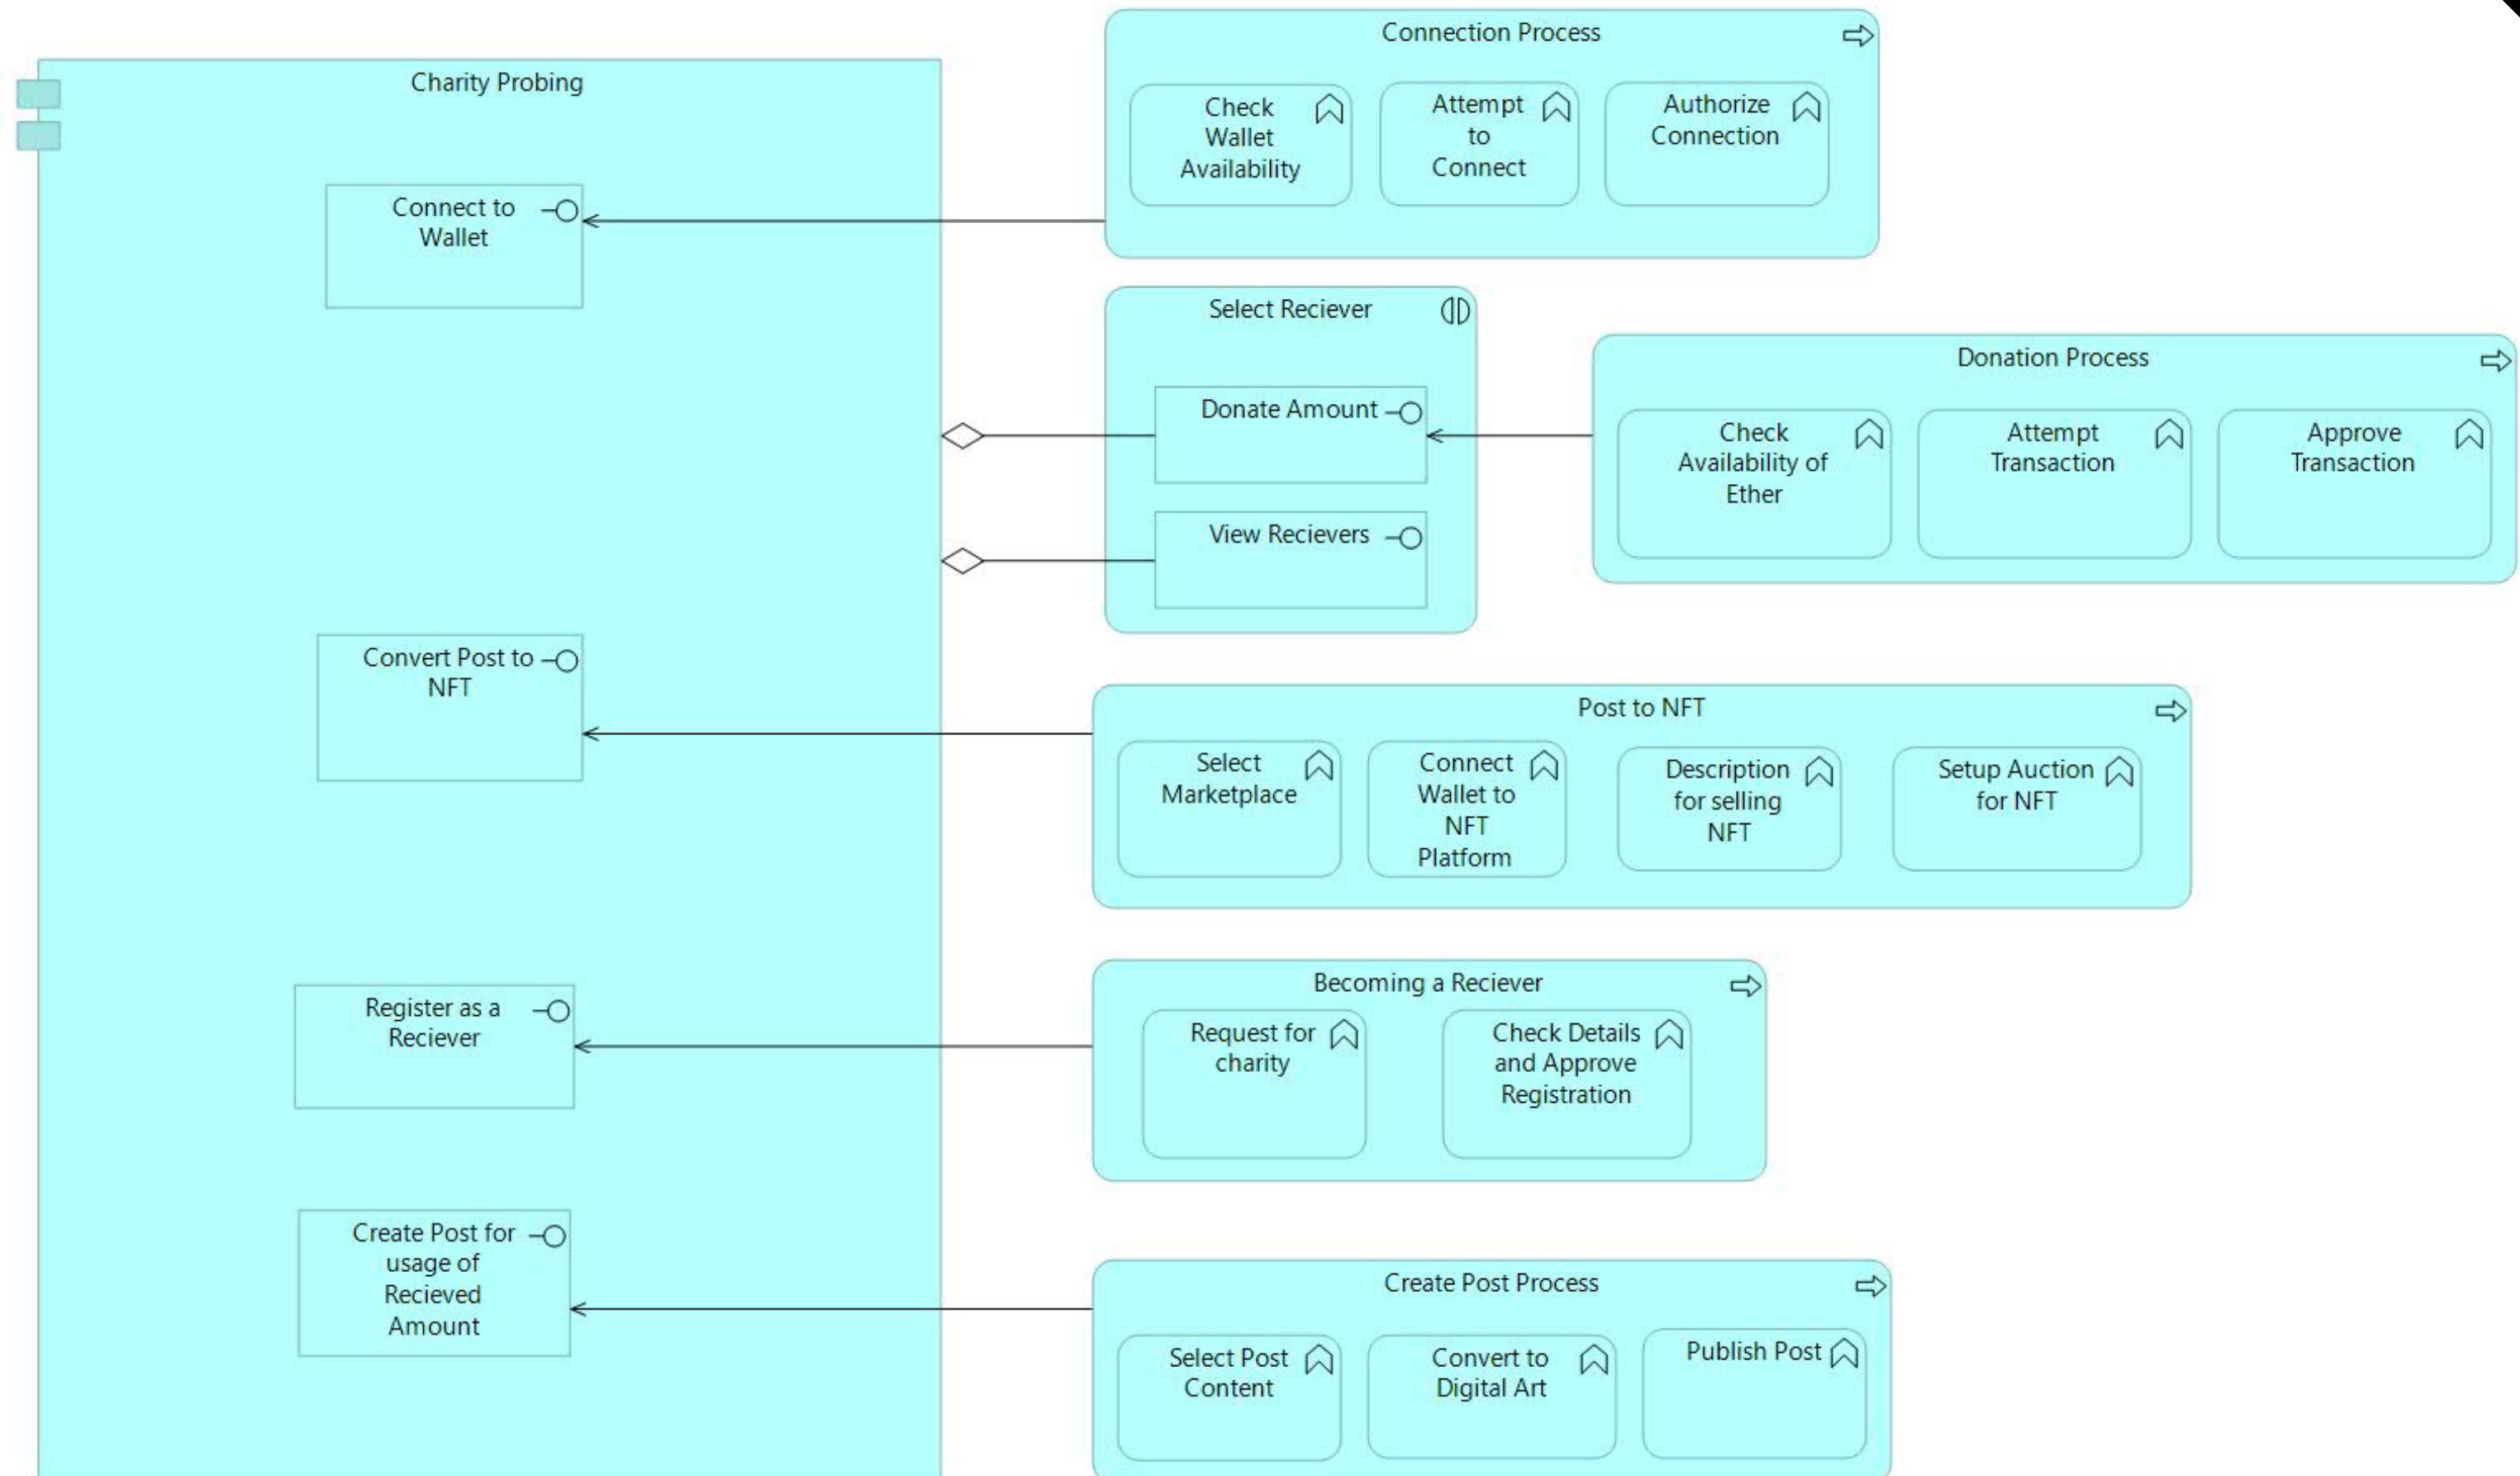 Charity Probing
Connect to
Wallet
Convert Post to
NFT
Register as a
Reciever
Create Post for
usage of
Recieved
Amount
Connection Process
Check
Wallet
Availability
Attempt
to
Connect
Authorize
Connection
Select Reciever
Donate Amount
View Recievers
Donation Process
Check
Availability of
Ether
Attempt
Transaction
Approve
Transaction
Post to NFT
Select
Marketplace
Connect
Wallet to
NFT
Platform
Description
for selling
NFT
Setup Auction
for NFT
Becoming a Reciever
Request for
charity
Check Details
and Approve
Registration
Create Post Process
Select Post
Content
Convert to
Digital Art
Publish Post